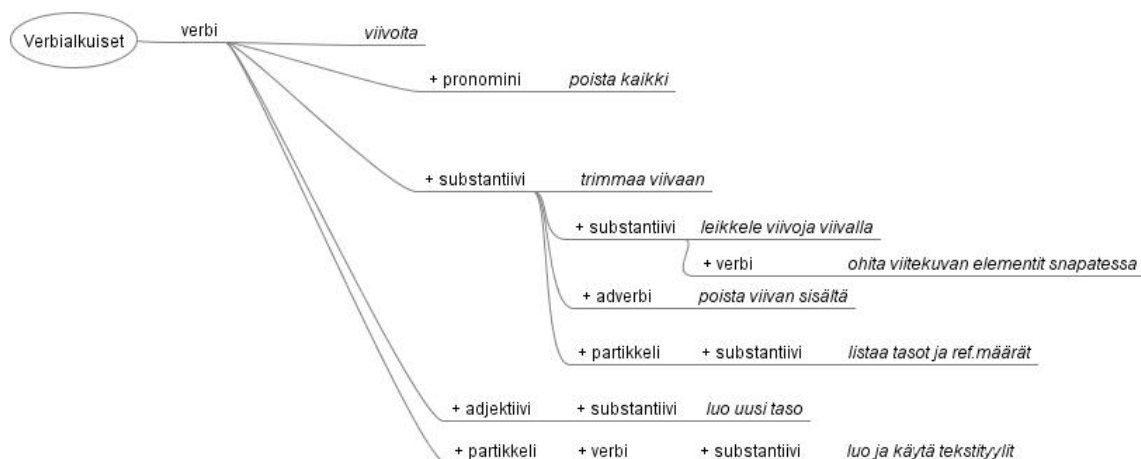 Verbialkuiset verbi viivoita
+ pronomini poista kaikki
+ substantiivi trimmaa viivaan
+ substantiivi leikkele viivoja viivalla
+ verbi ohita viitekuvan elementit snapatessa
+ adverbi poista viivan sisältä
+ partikkeli + substantiivi listaa tasot ja ref.määrät
+ adjektiivi + substantiivi luo uusi taso
+ partikkeli + verbi + substantiivi luo ja käytä tekstityylit